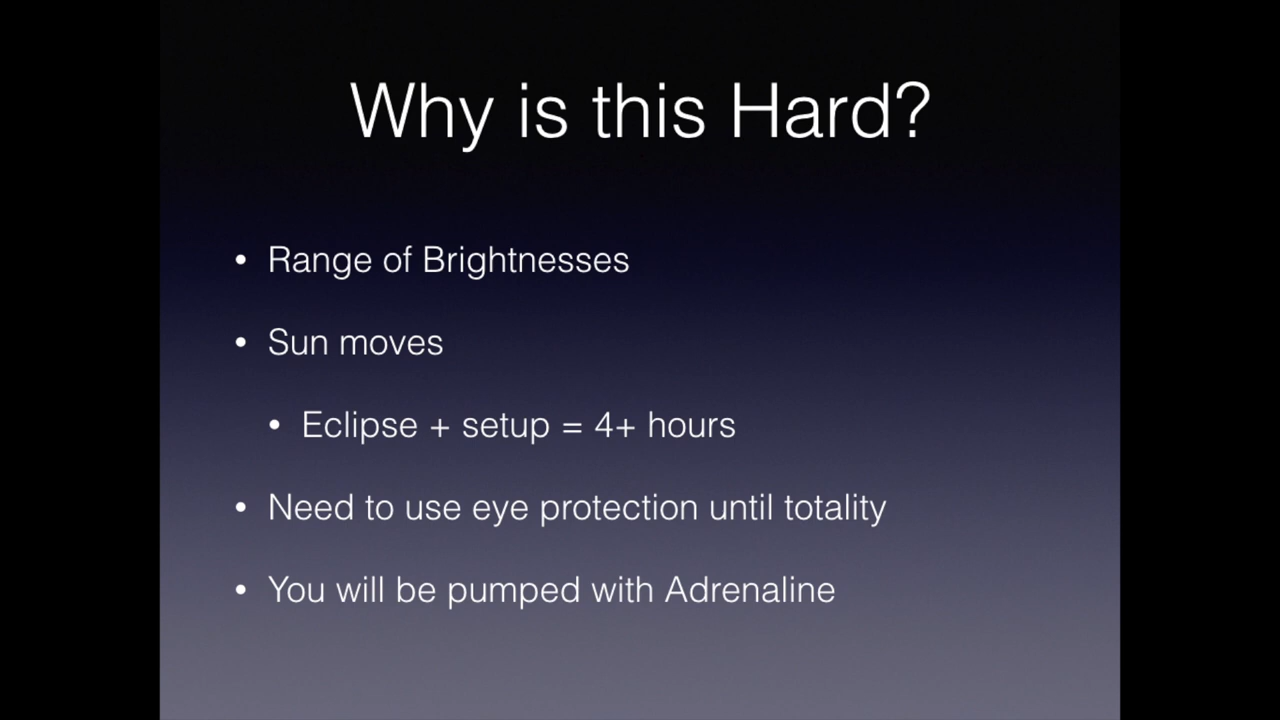 Why is this Hard?
• Range of Brightnesses
• Sun moves
• Eclipse + setup = 4+ hours
• Need to use eye protection until totality
• You will be pumped with Adrenaline